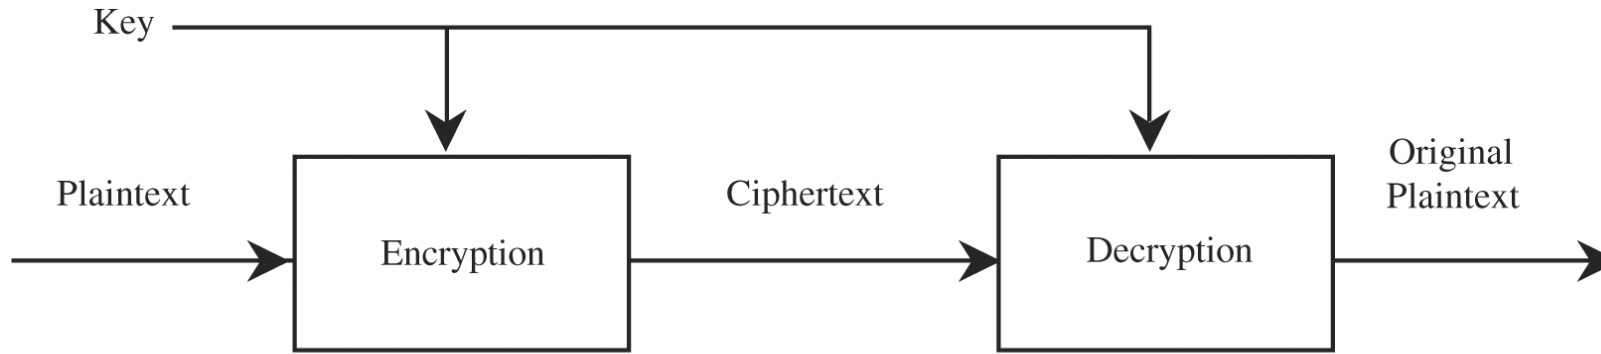 Key
Plaintext
Encryption
Ciphertext
Decryption
Original
Plaintext